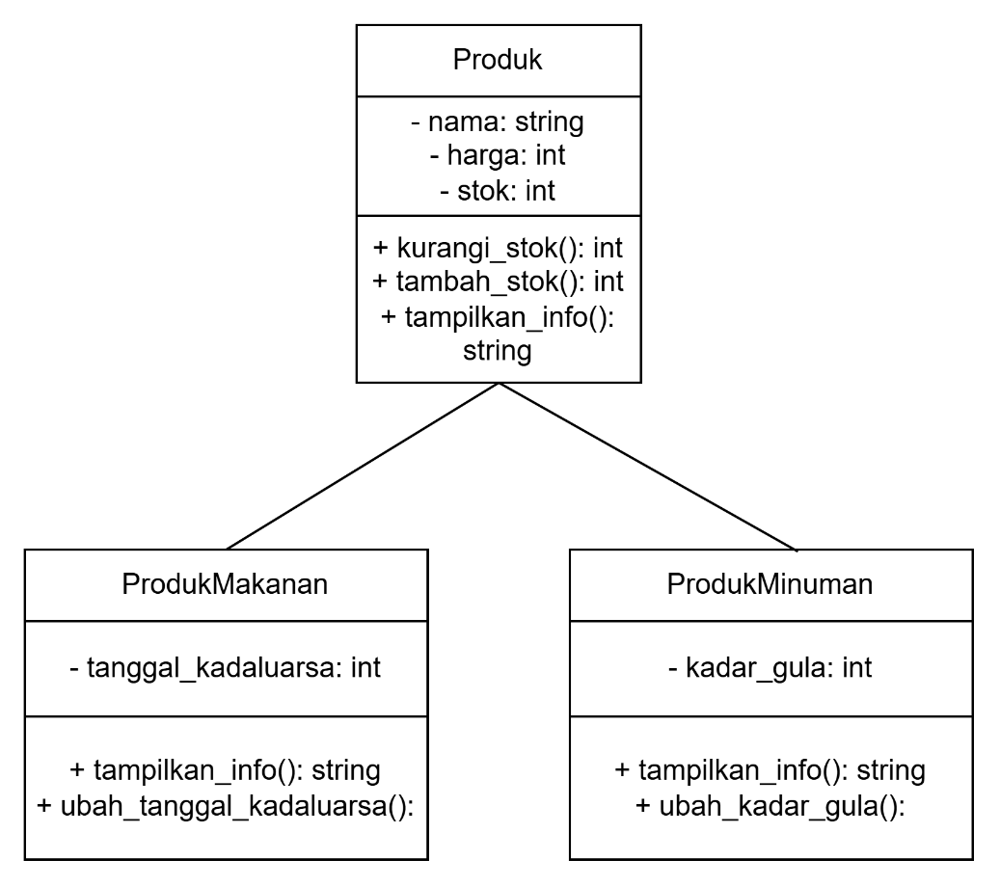 Produk
- nama: string
- harga: int
- stok: int
+ kurangi_stok(): int
+ tambah_stok(): int
+ tampilkan_info():
string
ProdukMakanan
- tanggal_kadaluarsa: int
+ tampilkan_info(): string
+ ubah_tanggal_kadaluarsa():
ProdukMinuman
- kadar_gula: int
+ tampilkan_info(): string
+ ubah_kadar_gula():